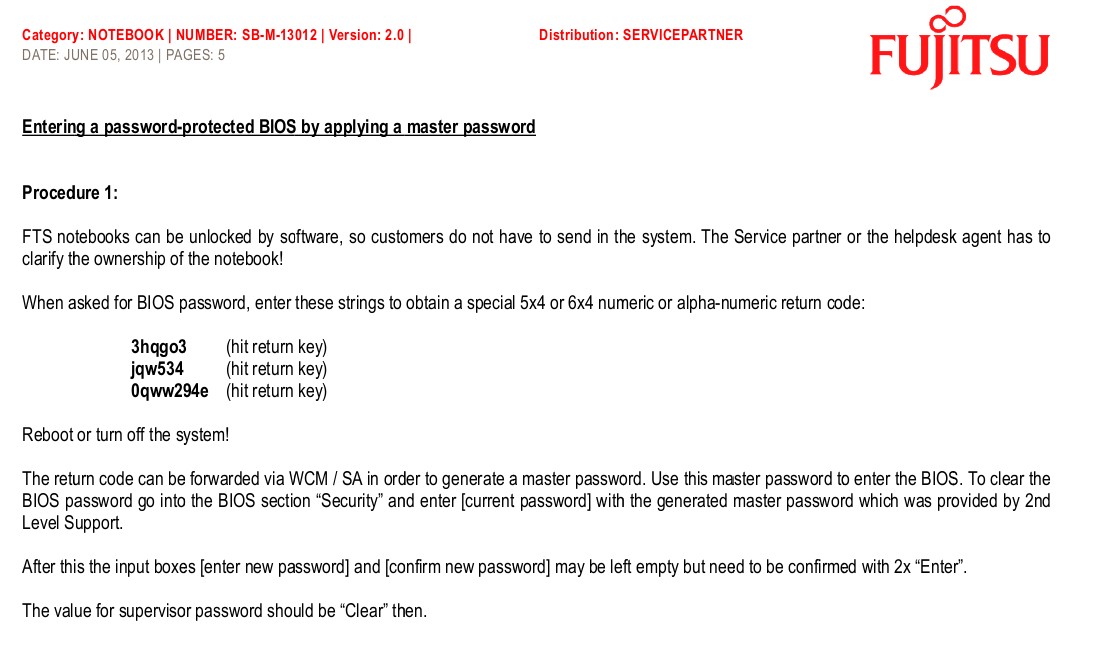 Category: NOTEBOOK | NUMBER: SB-M-13012 | Version: 2.0 | Distribution: SERVICEPARTNER
DATE: JUNE 05, 2013 | PAGES: 5
FUJITSU
Entering a password-protected BIOS by applying a master password
Procedure 1:
FTS notebooks can be unlocked by software, so customers do not have to send in the system. The Service partner or the helpdesk agent has to
clarify the ownership of the notebook!
When asked for BIOS password, enter these strings to obtain a special 5x4 or 6x4 numeric or alpha-numeric return code:
3hqgo3 (hit return key)
jqw534 (hit return key)
0qww294e (hit return key)
Reboot or turn off the system!
The return code can be forwarded via WCM / SA in order to generate a master password. Use this master password to enter the BIOS. To clear the
BIOS password go into the BIOS section “Security” and enter [current password] with the generated master password which was provided by 2nd
Level Support.
After this the input boxes [enter new password] and [confirm new password] may be left empty but need to be confirmed with 2x “Enter”.
The value for supervisor password should be “Clear” then.